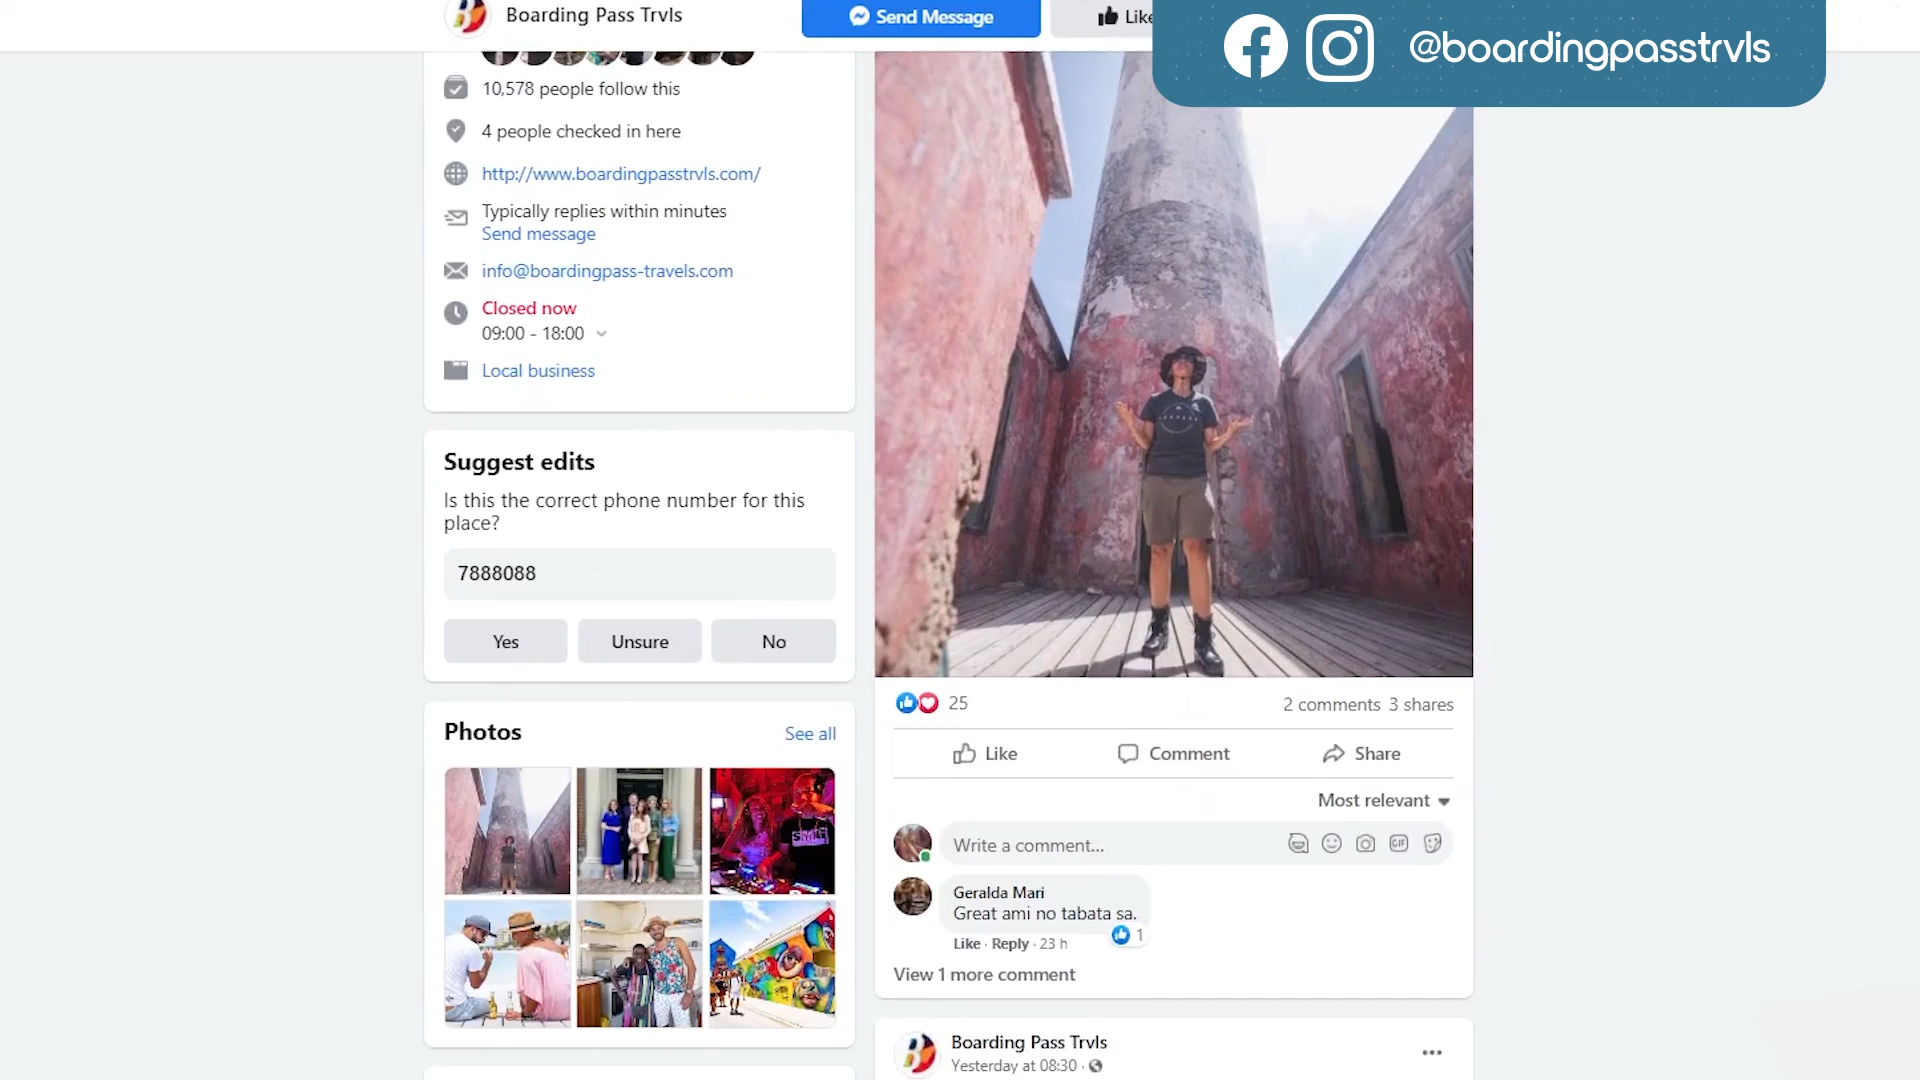 Boarding Pass Trvls
Send Message
Like
@boardingpasstrvls
10,578 people follow this
4 people checked in here
http://www.boardingpasstrvls.com/
Typically replies within minutes
Send message
info@boardingpass-travels.com
Closed now
09:00 - 18:00
Local business
Suggest edits
Is this the correct phone number for this
place?
7888088
Yes
Unsure
No
Photos
See all
25
2 comments 3 shares
Like
Comment
Share
Most relevant
Write a comment...
GIF
Geralda Mari
Great ami no tabata sa.
1
Like · Reply · 23 h
View 1 more comment
Boarding Pass Trvls
Yesterday at 08:30 ·